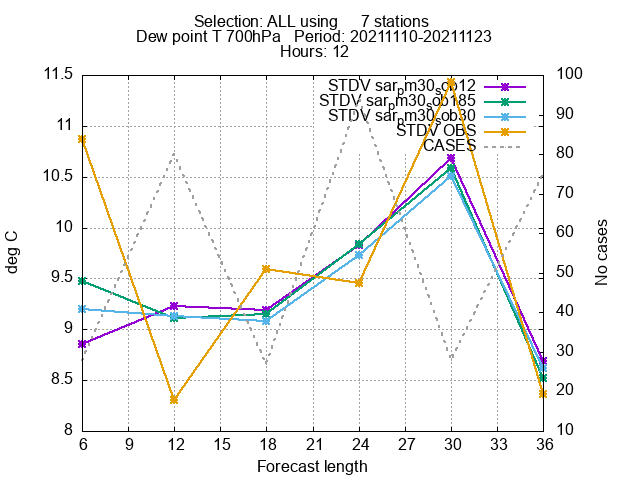 Selection: ALL using 7 stations
Dew point T 700hPa Period: 20211110-20211123
Hours: 12
STDV sar_pm30_sob12
STDV sar_pm30_sob185
STDV sar_pm30_sob30
STDV OBS
CASES
11.5
11
10.5
10
9.5
9
8.5
8
deg C
100
90
80
70
60
50
40
30
20
10
No cases
6 9 12 15 18 21 24 27 30 33 36
Forecast length